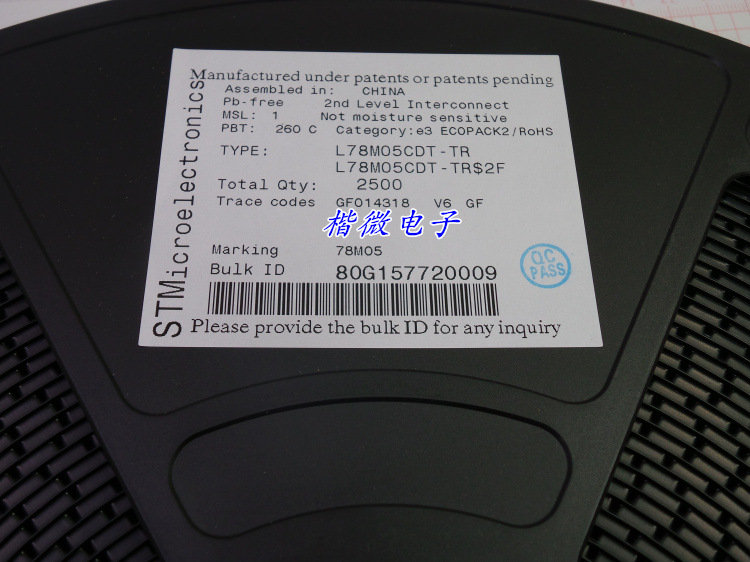 STMicroelectronics
Manufactured under patents or patents pending
Assembled in: CHINA
Pb-free 2nd Level Interconnect
MSL: 1 Not moisture sensitive
PBT: 260 C Category:e3 ECOPACK2/RoHS
TYPE: L78M05CDT-TR
L78M05CDT-TR$2F
Total Qty: 2500
Trace codes GF014318 V6 GF
楷微电子
Marking 78M05
Bulk ID 80G157720009
QC PASS
Please provide the bulk ID for any inquiry